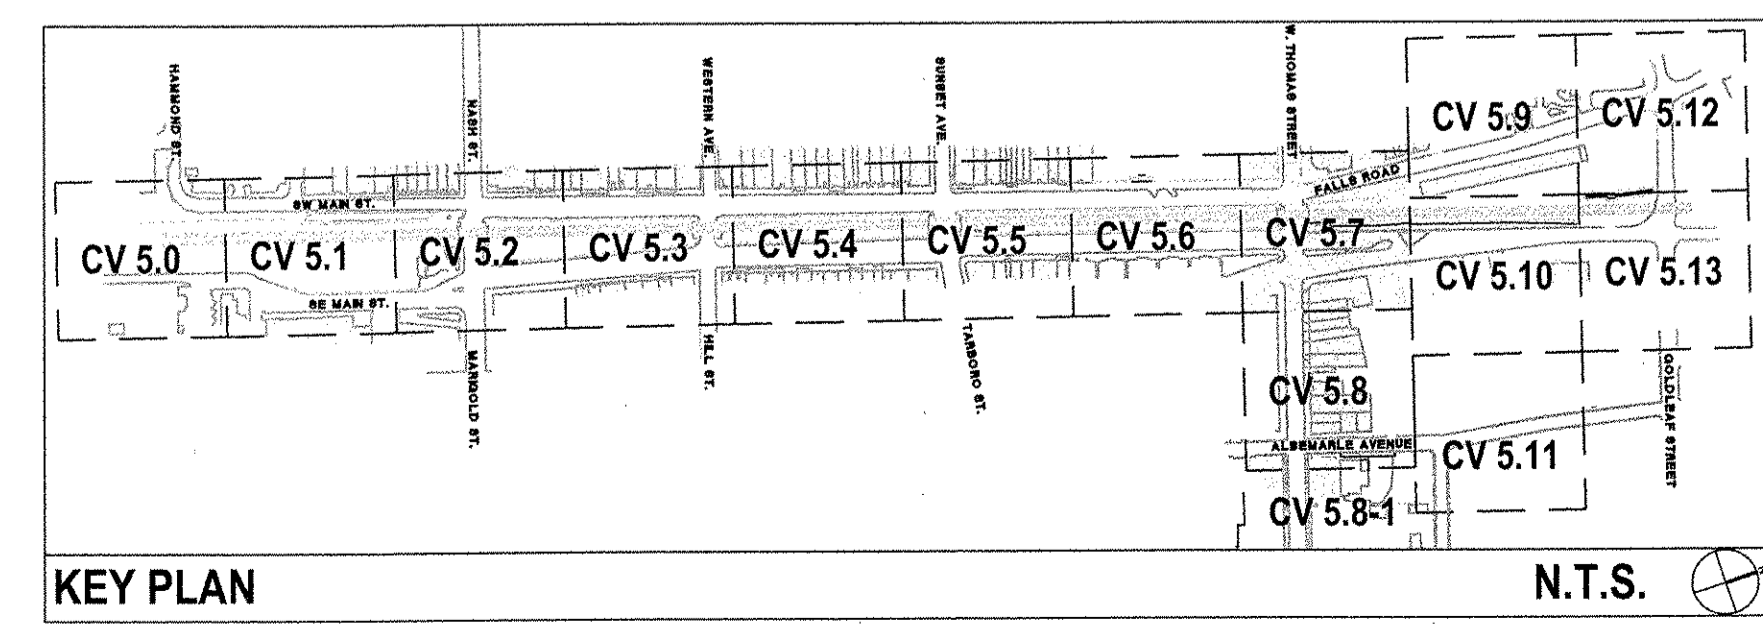 HAMMOND ST.
NASH ST.
WESTERN AVE.
SUNSET AVE.
W. THOMAS STREET
CV 5.9
CV 5.12
FALLS ROAD
SW MAIN ST.
CV 5.0
CV 5.1
CV 5.2
CV 5.3
CV 5.4
CV 5.5
CV 5.6
CV 5.7
CV 5.10
CV 5.13
SE MAIN ST.
MARIGOLD ST.
HILL ST.
TARBORO ST.
GOLDLEAF STREET
CV 5.8
ALBEMARLE AVENUE
CV 5.11
CV 5.8-1
KEY PLAN
N.T.S.